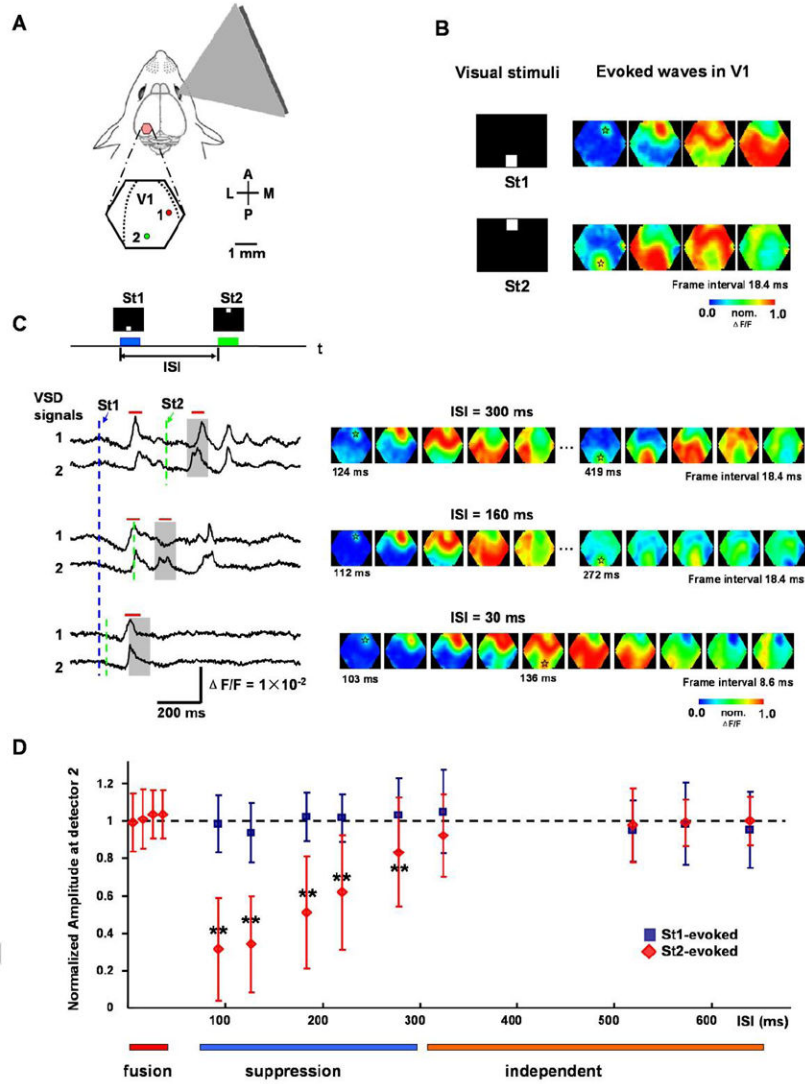 A
V1
1
2
A
L M
P
1 mm
B
Visual stimuli Evoked waves in V1
St1
St2
Frame interval 18.4 ms
0.0 nom. 1.0
Δ F/F
C
St1 St2
ISI t
VSD
signals
St1 St2
1
2
1
2
1
2
Δ F/F = 1×10⁻²
200 ms
ISI = 300 ms
...
124 ms 419 ms
Frame interval 18.4 ms
ISI = 160 ms
...
112 ms 272 ms
Frame interval 18.4 ms
ISI = 30 ms
103 ms 136 ms
Frame interval 8.6 ms
0.0 nom. 1.0
Δ F/F
D
Normalized Amplitude at detector 2
1.2
1
0.8
0.6
0.4
0.2
0
** ** ** ** **
St1-evoked
St2-evoked
100 200 300 400 500 600 ISI (ms)
fusion suppression independent